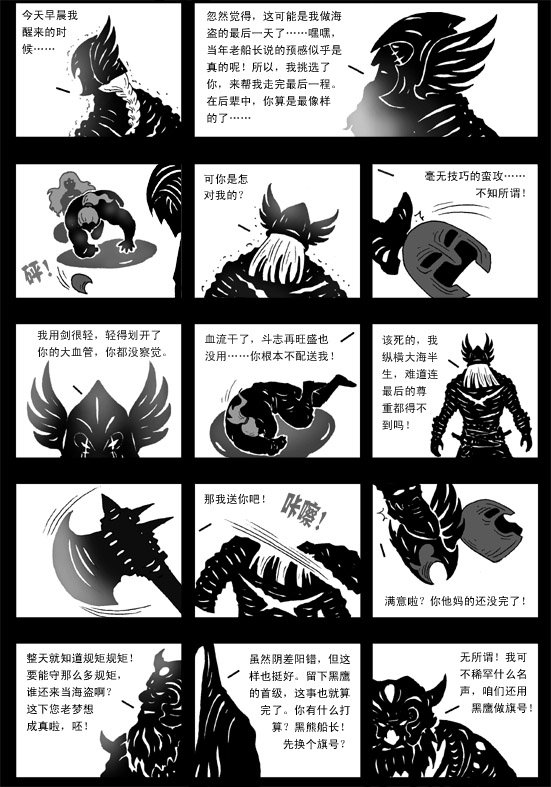 今天早晨我
醒来的时
候……
忽然觉得，这可能是我做海
盗的最后一天了……嘿嘿，
当年老船长说的预感似乎是
真的呢！所以，我挑选了
你，来帮我走完最后一程。
在后辈中，你算是最像样
的了……
砰！
可你是怎
对我的？
毫无技巧的蛮攻……
不知所谓！
我用剑很轻，轻得划开了
你的大血管，你都没察觉。
血流干了，斗志再旺盛也
没用……你根本不配送我！
该死的，我
纵横大海半
生，难道连
最后的尊
重都得不
到吗！
那我送你吧！
咔嚓！
满意啦？你他妈的还没完了！
整天就知道规矩规矩！
要能守那么多规矩，
谁还来当海盗啊？
这下您老梦想
成真啦，呸！
虽然阴差阳错，但这
样也挺好。留下黑鹰
的首级，这事也就算
完了。你有什么打
算？黑熊船长！
先换个旗号？
无所谓！我可
不稀罕什么名
声，咱们还用
黑鹰做旗号！